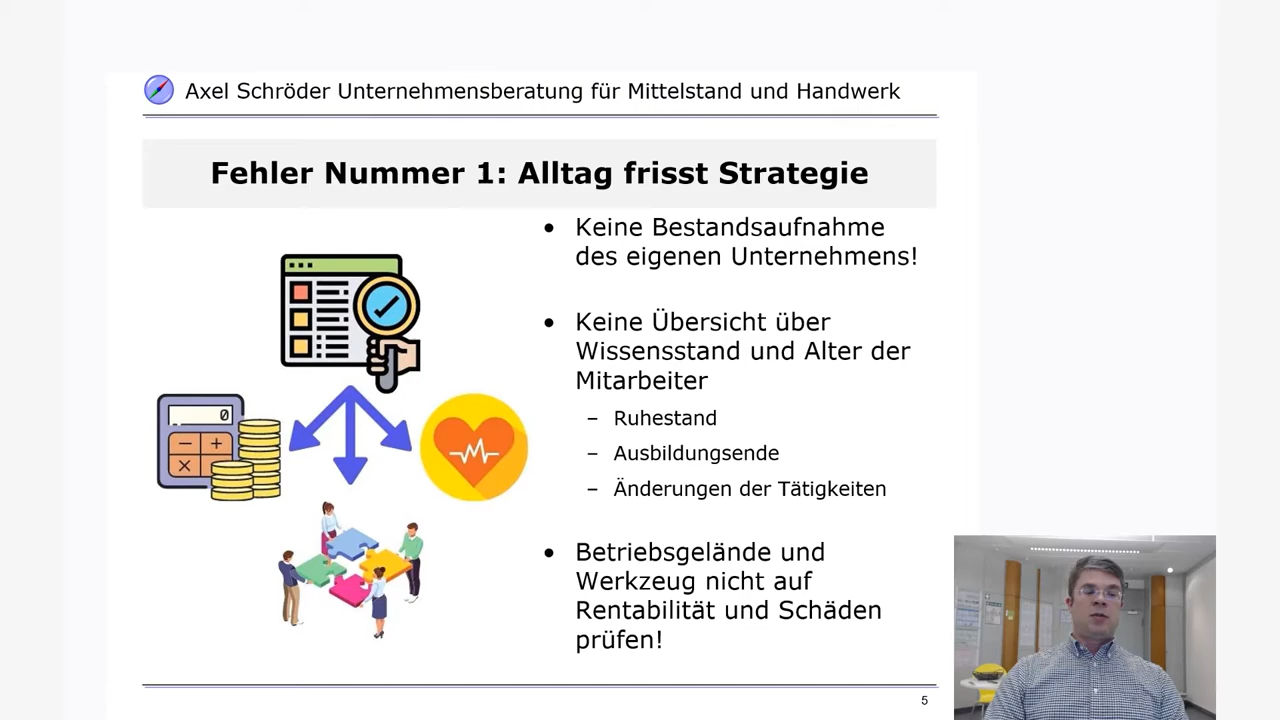 Axel Schröder Unternehmensberatung für Mittelstand und Handwerk
Fehler Nummer 1: Alltag frisst Strategie
• Keine Bestandsaufnahme
des eigenen Unternehmens!
• Keine Übersicht über
Wissensstand und Alter der
Mitarbeiter
– Ruhestand
– Ausbildungsende
– Änderungen der Tätigkeiten
• Betriebsgelände und
Werkzeug nicht auf
Rentabilität und Schäden
prüfen!
0
− +
×
5